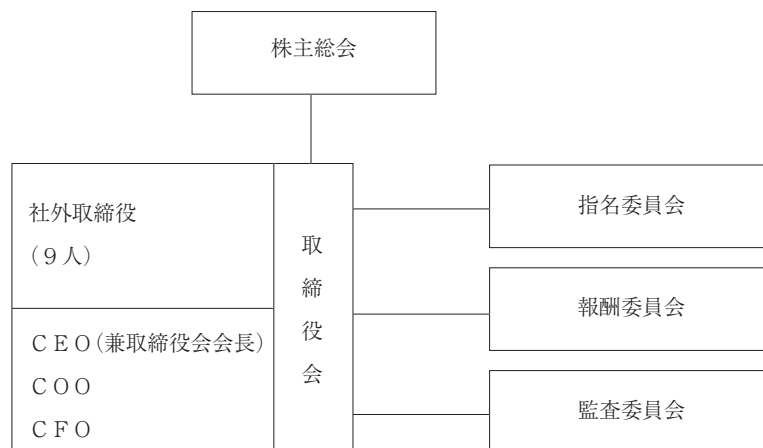 株主総会
社外取締役
（９人）
ＣＥＯ（兼取締役会会長）
ＣＯＯ
ＣＦＯ
取締役会
指名委員会
報酬委員会
監査委員会